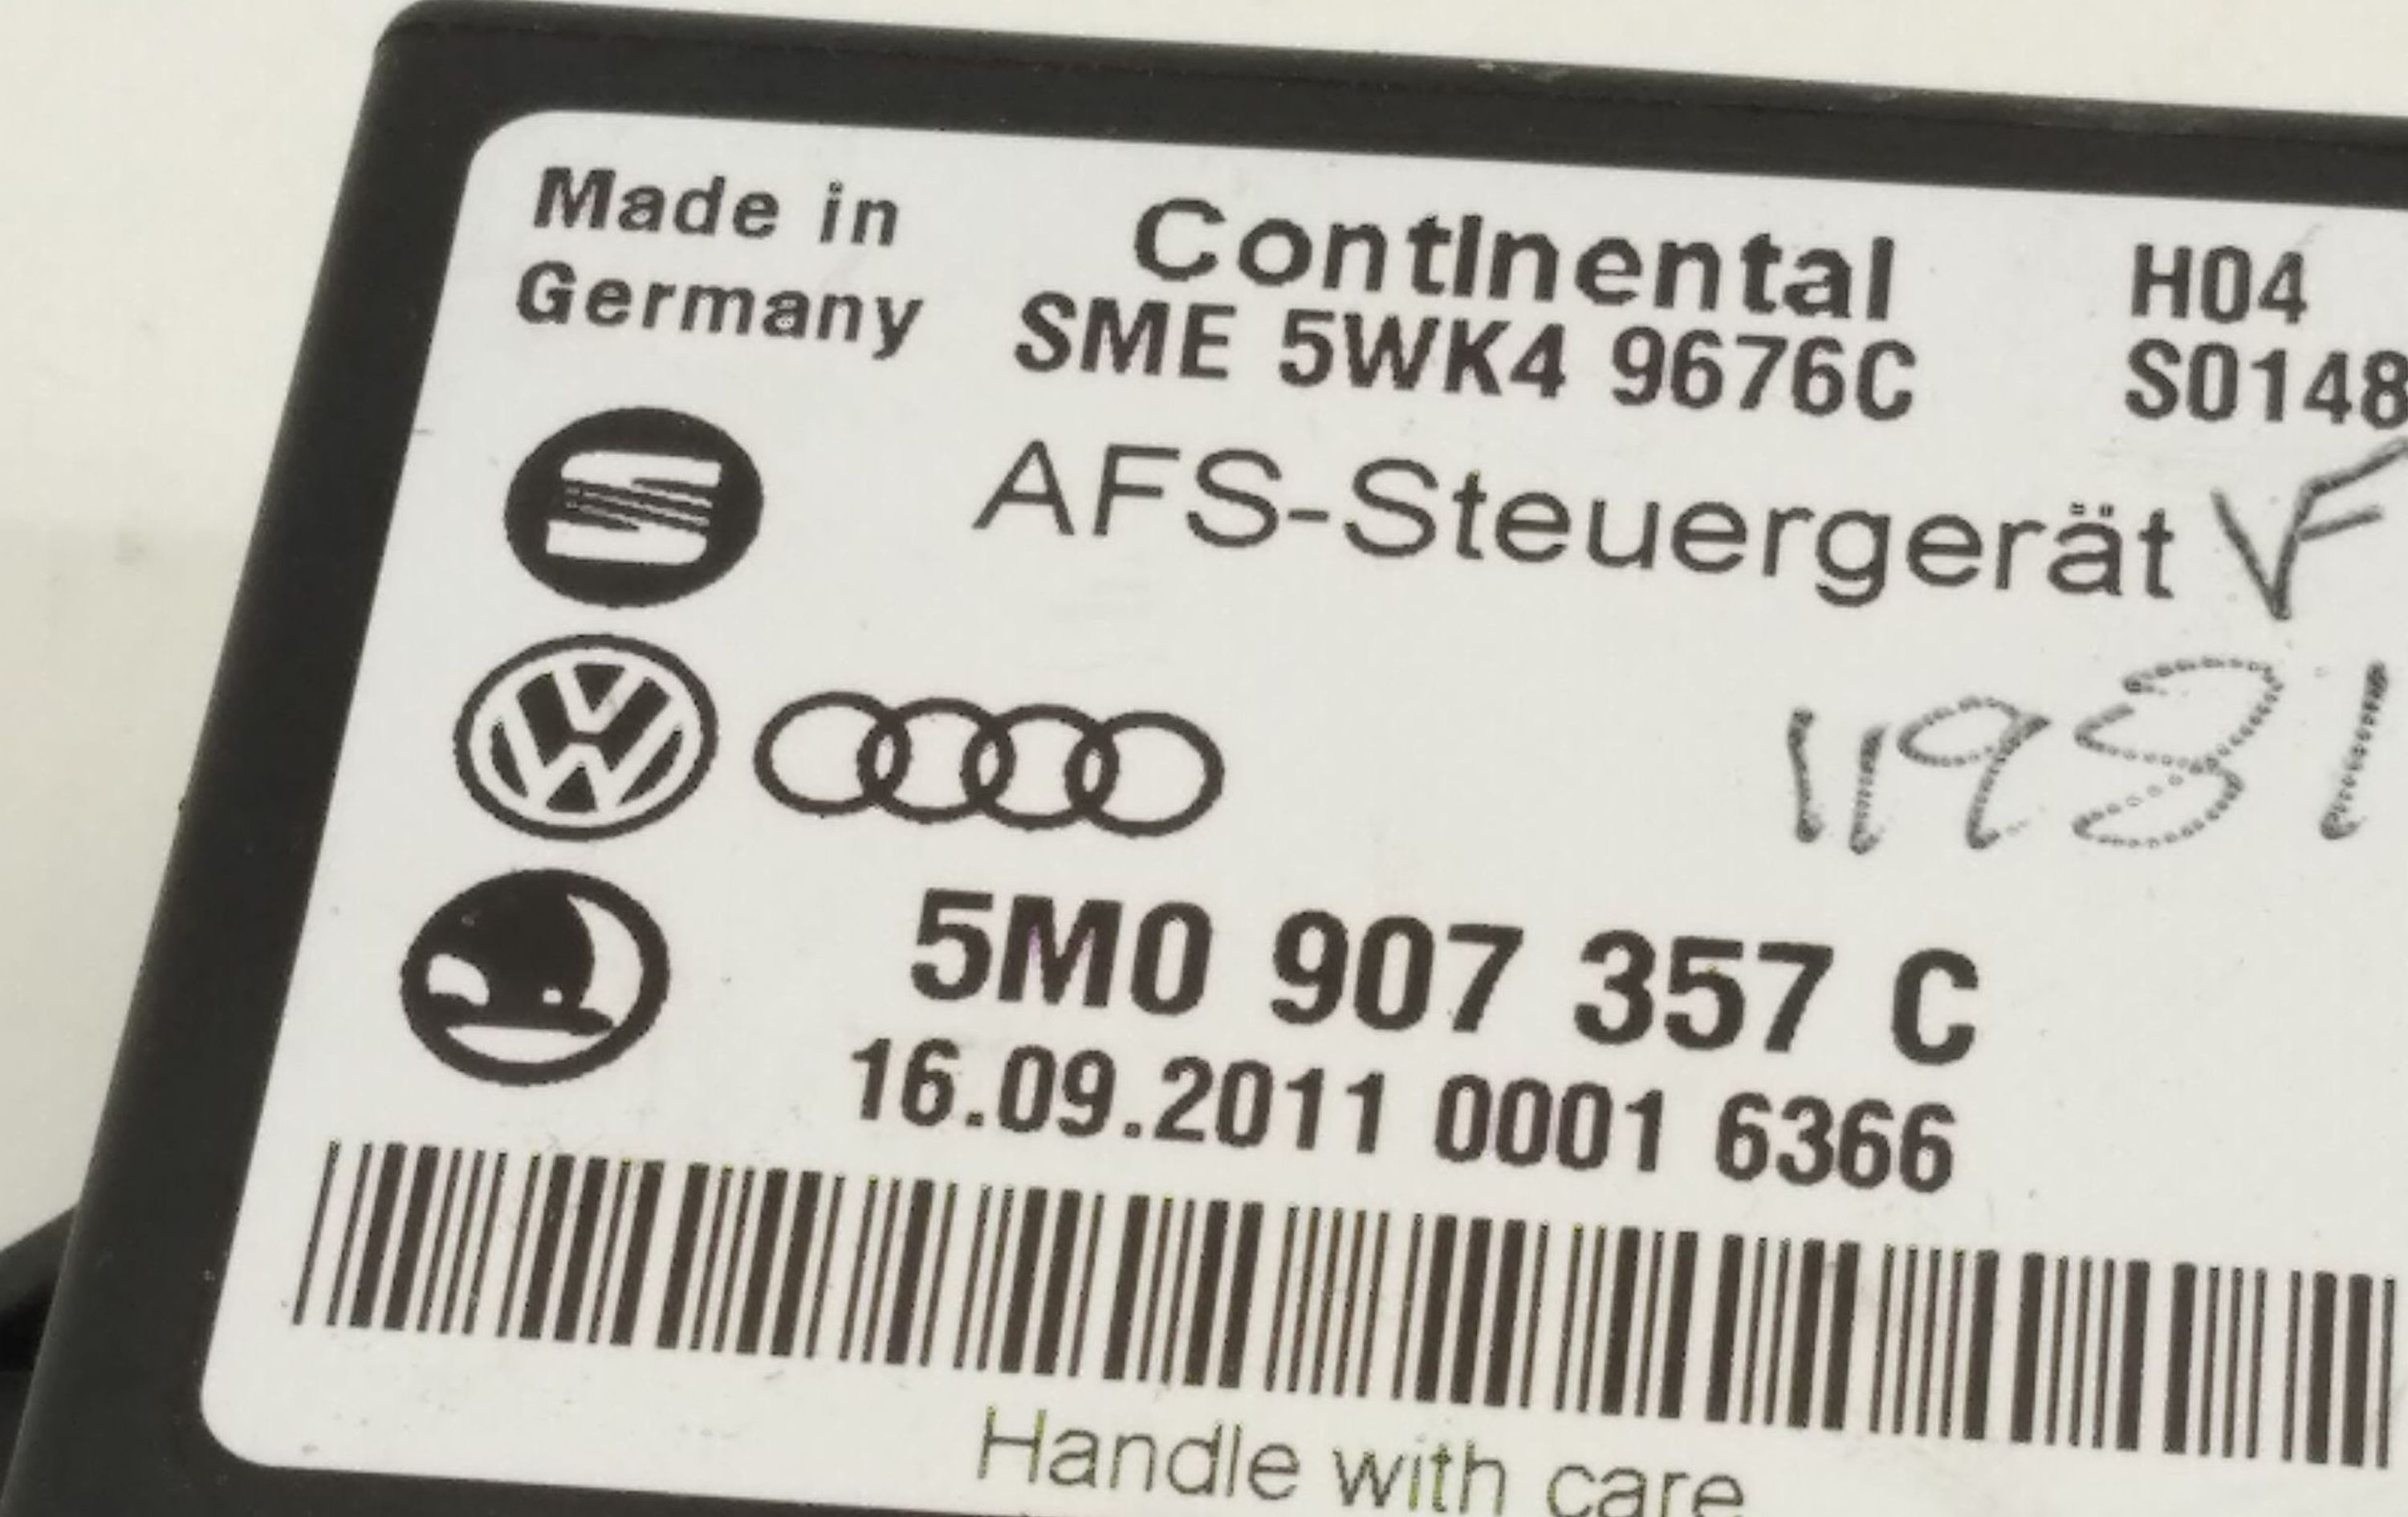 Made in
Germany
Continental
SME 5WK4 9676C
H04
S0148
AFS-Steuergerät
VF
11981
5M0 907 357 C
16.09.2011 0001 6366
Handle with care